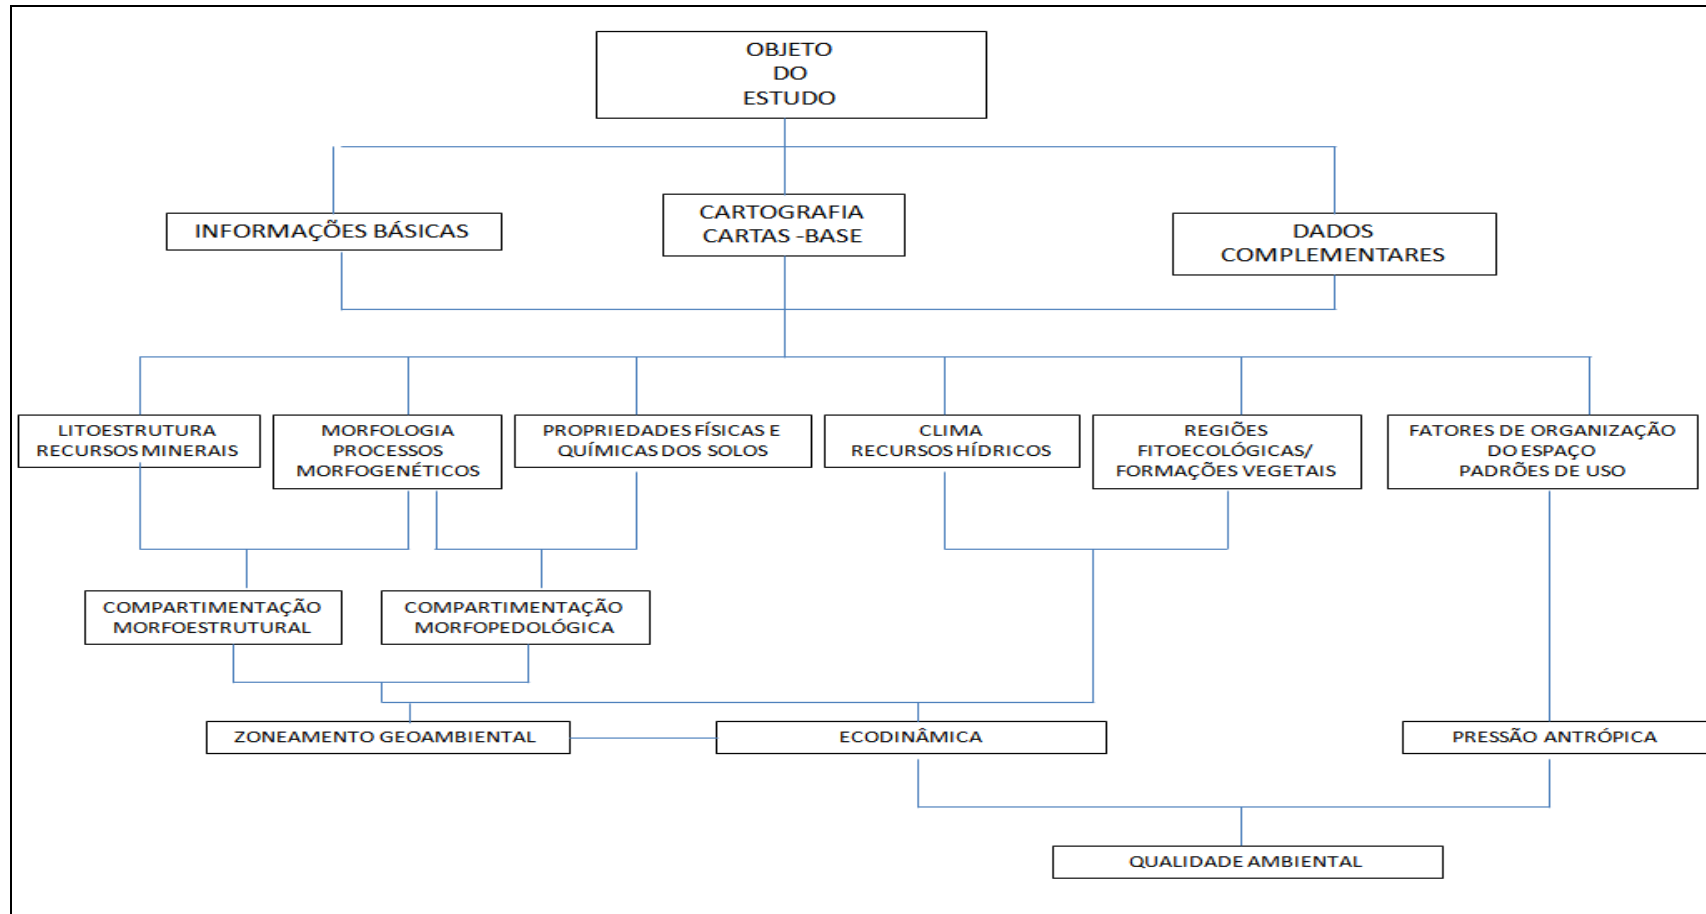 OBJETO
DO
ESTUDO
INFORMAÇÕES BÁSICAS
CARTOGRAFIA
CARTAS -BASE
DADOS
COMPLEMENTARES
LITOESTRUTURA
RECURSOS MINERAIS
MORFOLOGIA
PROCESSOS
MORFOGENÉTICOS
PROPRIEDADES FÍSICAS E
QUÍMICAS DOS SOLOS
CLIMA
RECURSOS HÍDRICOS
REGIÕES
FITOECOLÓGICAS/
FORMAÇÕES VEGETAIS
FATORES DE ORGANIZAÇÃO
DO ESPAÇO
PADRÕES DE USO
COMPARTIMENTAÇÃO
MORFOESTRUTURAL
COMPARTIMENTAÇÃO
MORFOPEDOLÓGICA
ZONEAMENTO GEOAMBIENTAL
ECODINÂMICA
PRESSÃO ANTRÓPICA
QUALIDADE AMBIENTAL